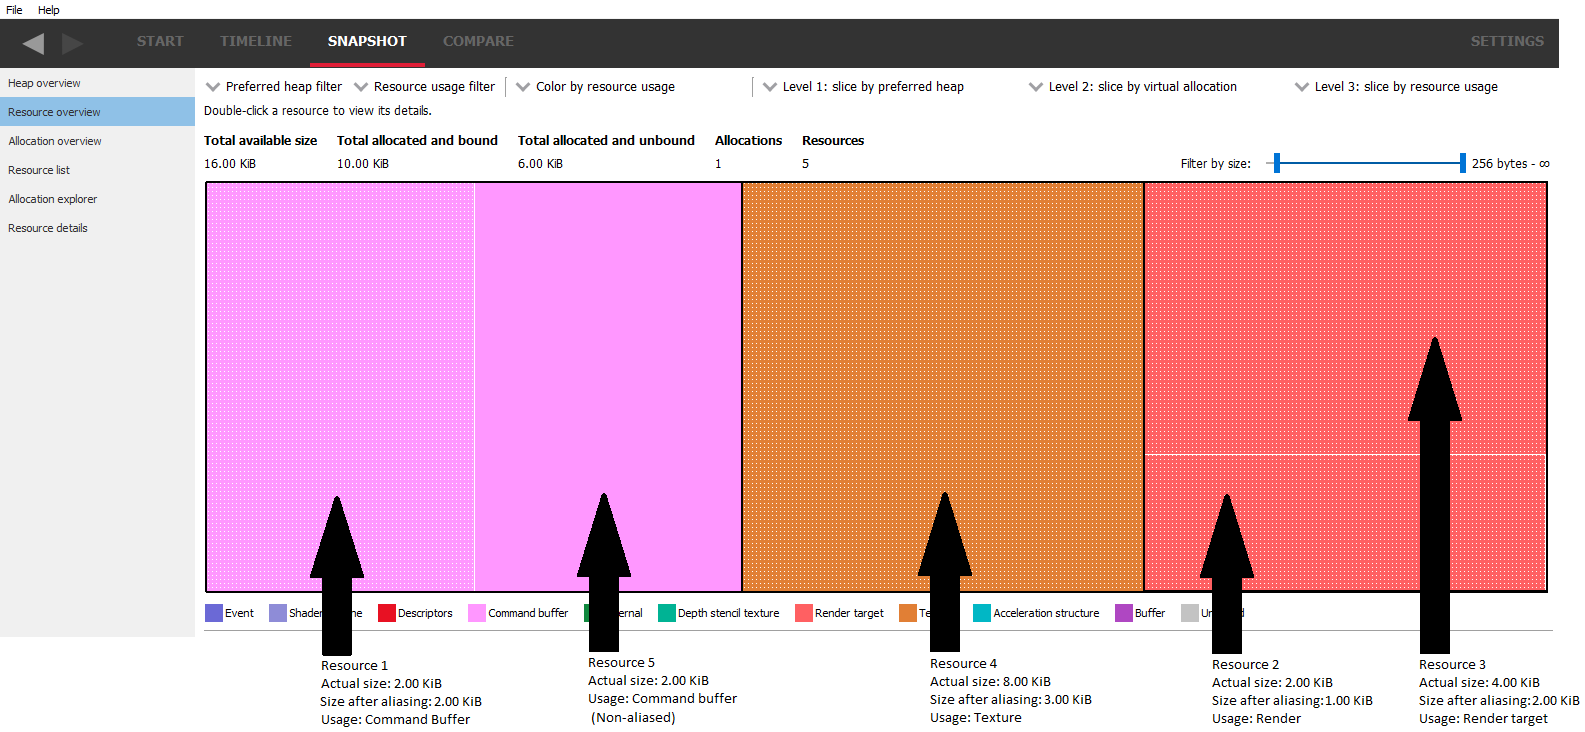 File Help
START TIMELINE SNAPSHOT COMPARE SETTINGS
Heap overview
Resource overview
Allocation overview
Resource list
Allocation explorer
Resource details
Preferred heap filter Resource usage filter Color by resource usage Level 1: slice by preferred heap Level 2: slice by virtual allocation Level 3: slice by resource usage
Double-click a resource to view its details.
Total available size Total allocated and bound Total allocated and unbound Allocations Resources
16.00 KiB 10.00 KiB 6.00 KiB 1 5
Filter by size: 256 bytes - ∞
Event Shader Descriptors Command buffer Depth stencil texture Render target Acceleration structure Buffer
Resource 1
Actual size: 2.00 KiB
Size after aliasing: 2.00 KiB
Usage: Command Buffer
Resource 5
Actual size: 2.00 KiB
Usage: Command buffer
(Non-aliased)
Resource 4
Actual size: 8.00 KiB
Size after aliasing: 3.00 KiB
Usage: Texture
Resource 2
Actual size: 2.00 KiB
Size after aliasing: 1.00 KiB
Usage: Render
Resource 3
Actual size: 4.00 KiB
Size after aliasing: 2.00 KiB
Usage: Render target